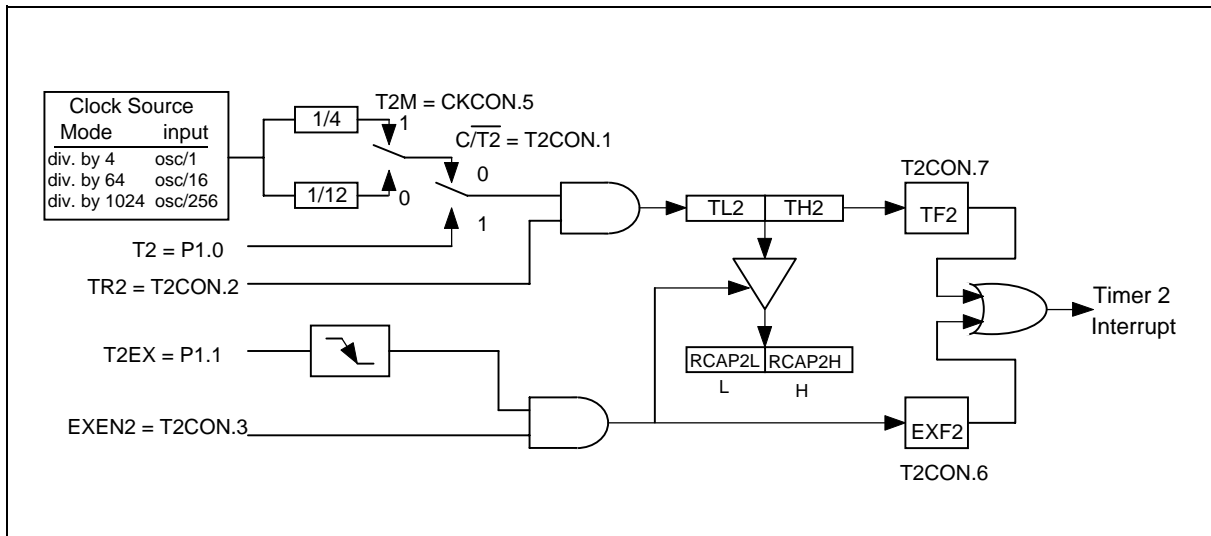 Clock Source
Mode input
div. by 4 osc/1
div. by 64 osc/16
div. by 1024 osc/256
1/4
1/12
T2M = CKCON.5
1
0
C/T2 = T2CON.1
0
1
T2 = P1.0
TR2 = T2CON.2
TL2 TH2
T2CON.7
TF2
Timer 2
Interrupt
T2EX = P1.1
RCAP2L RCAP2H
L H
EXEN2 = T2CON.3
EXF2
T2CON.6